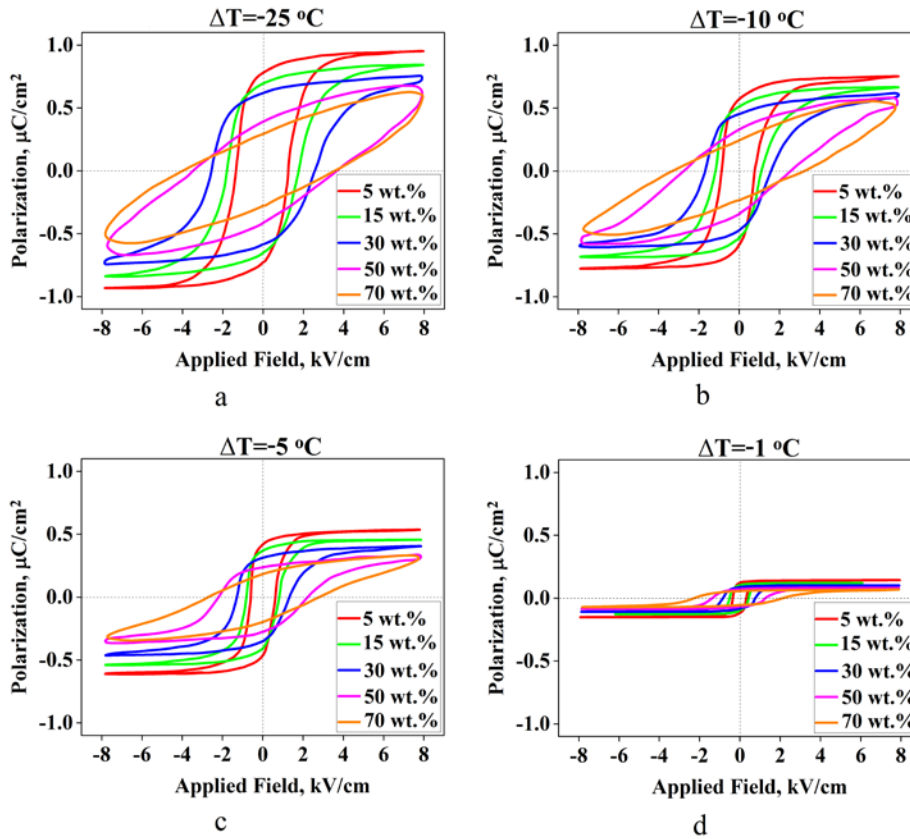 ΔT=-25 °C
1.0
0.5
0.0
-0.5
-1.0
Polarization, μC/cm²
5 wt.%
15 wt.%
30 wt.%
50 wt.%
70 wt.%
-8 -6 -4 -2 0 2 4 6 8
Applied Field, kV/cm
a
ΔT=-10 °C
1.0
0.5
0.0
-0.5
-1.0
Polarization, μC/cm²
5 wt.%
15 wt.%
30 wt.%
50 wt.%
70 wt.%
-8 -6 -4 -2 0 2 4 6 8
Applied Field, kV/cm
b
ΔT=-5 °C
1.0
0.5
0.0
-0.5
-1.0
Polarization, μC/cm²
5 wt.%
15 wt.%
30 wt.%
50 wt.%
70 wt.%
-8 -6 -4 -2 0 2 4 6 8
Applied Field, kV/cm
c
ΔT=-1 °C
1.0
0.5
0.0
-0.5
-1.0
Polarization, μC/cm²
5 wt.%
15 wt.%
30 wt.%
50 wt.%
70 wt.%
-8 -6 -4 -2 0 2 4 6 8
Applied Field, kV/cm
d